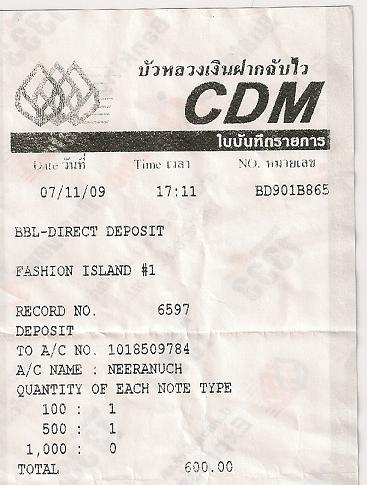 บัวหลวงเงินฝากฉับไว
CDM
ใบบันทึกรายการ
Date วันที่ Time เวลา NO. หมายเลข
07/11/09 17:11 BD901B865
BBL-DIRECT DEPOSIT
FASHION ISLAND #1
RECORD NO. 6597
DEPOSIT
TO A/C NO. 1018509784
A/C NAME : NEERANUCH
QUANTITY OF EACH NOTE TYPE
100 : 1
500 : 1
1,000 : 0
TOTAL 600.00